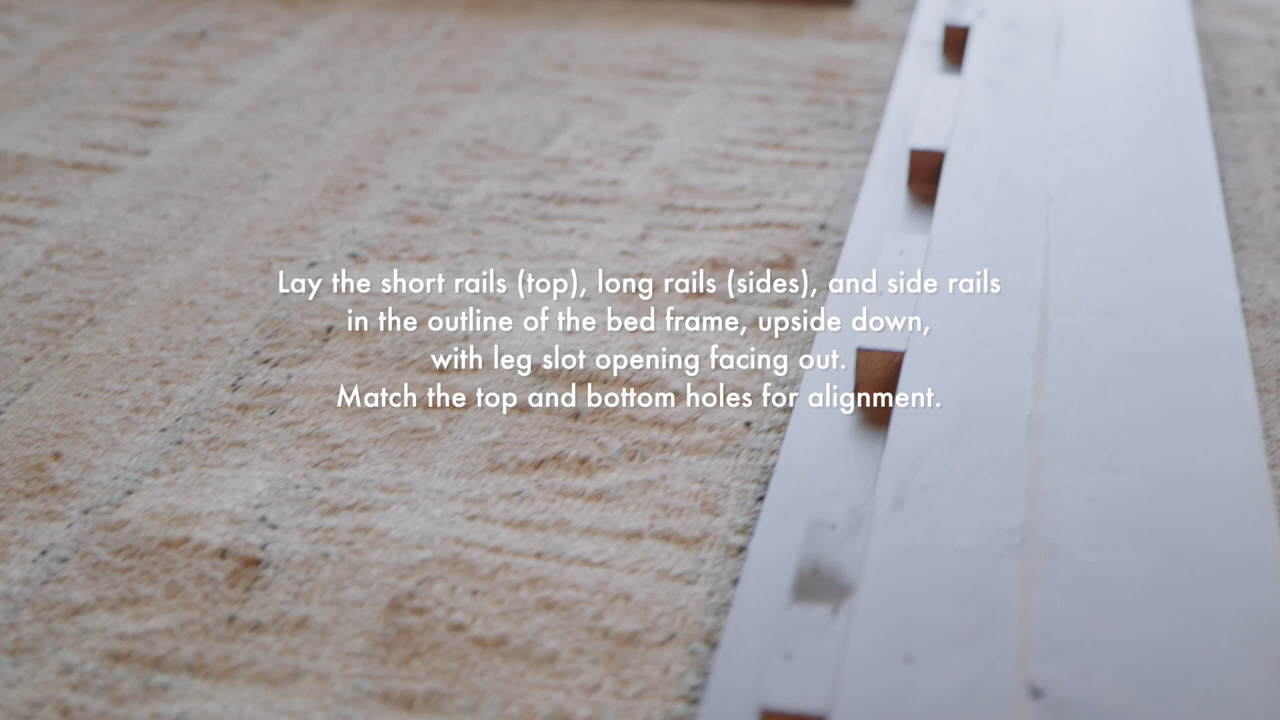 Lay the short rails (top), long rails (sides), and side rails
in the outline of the bed frame, upside down,
with leg slot opening facing out.
Match the top and bottom holes for alignment.